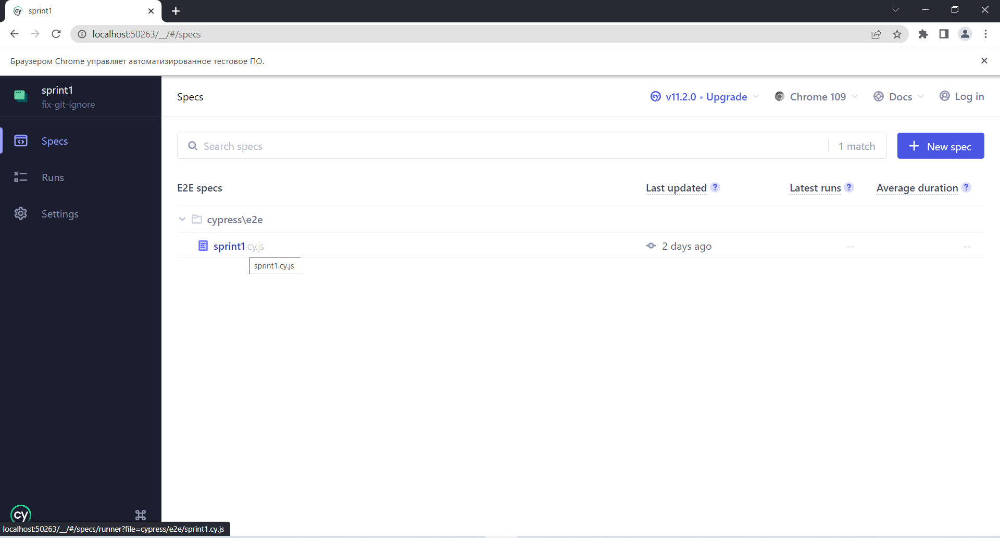 sprint1
localhost:50263/__/#/specs
Браузером Chrome управляет автоматизированное тестовое ПО.
sprint1
fix-git-ignore
Specs
v11.2.0 • Upgrade
Chrome 109
Docs
Log in
Specs
Runs
Settings
Search specs
1 match
New spec
E2E specs
Last updated ?
Latest runs ?
Average duration ?
cypress\e2e
sprint1.cy.js
2 days ago
--
--
sprint1.cy.js
cy
localhost:50263/__/#/specs/runner?file=cypress/e2e/sprint1.cy.js